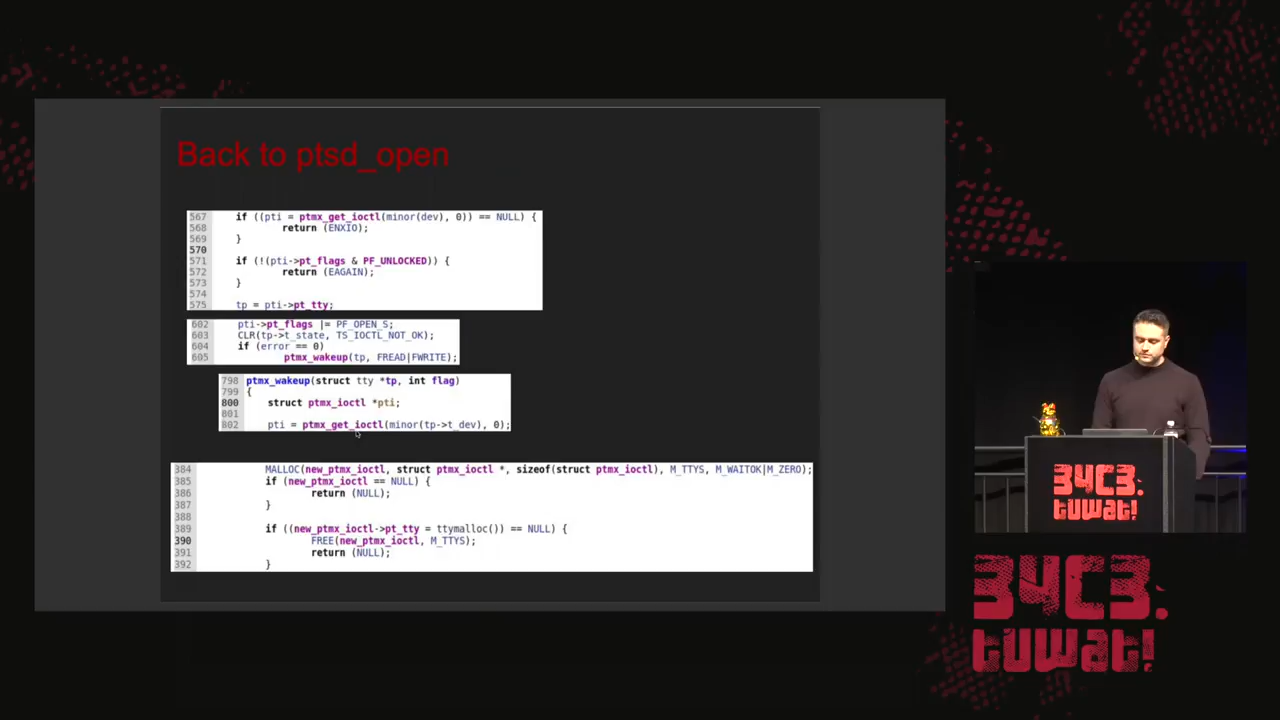 Back to ptsd_open
567 if ((pti = ptmx_get_ioctl(minor(dev), 0)) == NULL) {
568 return (ENXIO);
569 }
570
571 if (!(pti->pt_flags & PF_UNLOCKED)) {
572 return (EAGAIN);
573 }
574
575 tp = pti->pt_tty;
602 pti->pt_flags |= PF_OPEN_S;
603 CLR(tp->t_state, TS_IOCTL_NOT_OK);
604 if (error == 0)
605 ptmx_wakeup(tp, FREAD|FWRITE);
798 ptmx_wakeup(struct tty *tp, int flag)
799 {
800 struct ptmx_ioctl *pti;
801
802 pti = ptmx_get_ioctl(minor(tp->t_dev), 0);
384 MALLOC(new_ptmx_ioctl, struct ptmx_ioctl *, sizeof(struct ptmx_ioctl), M_TTYS, M_WAITOK|M_ZERO);
385 if (new_ptmx_ioctl == NULL) {
386 return (NULL);
387 }
388
389 if ((new_ptmx_ioctl->pt_tty = ttymalloc()) == NULL) {
390 FREE(new_ptmx_ioctl, M_TTYS);
391 return (NULL);
392 }
34C3.
tuwat!
34C3.
tuwat!